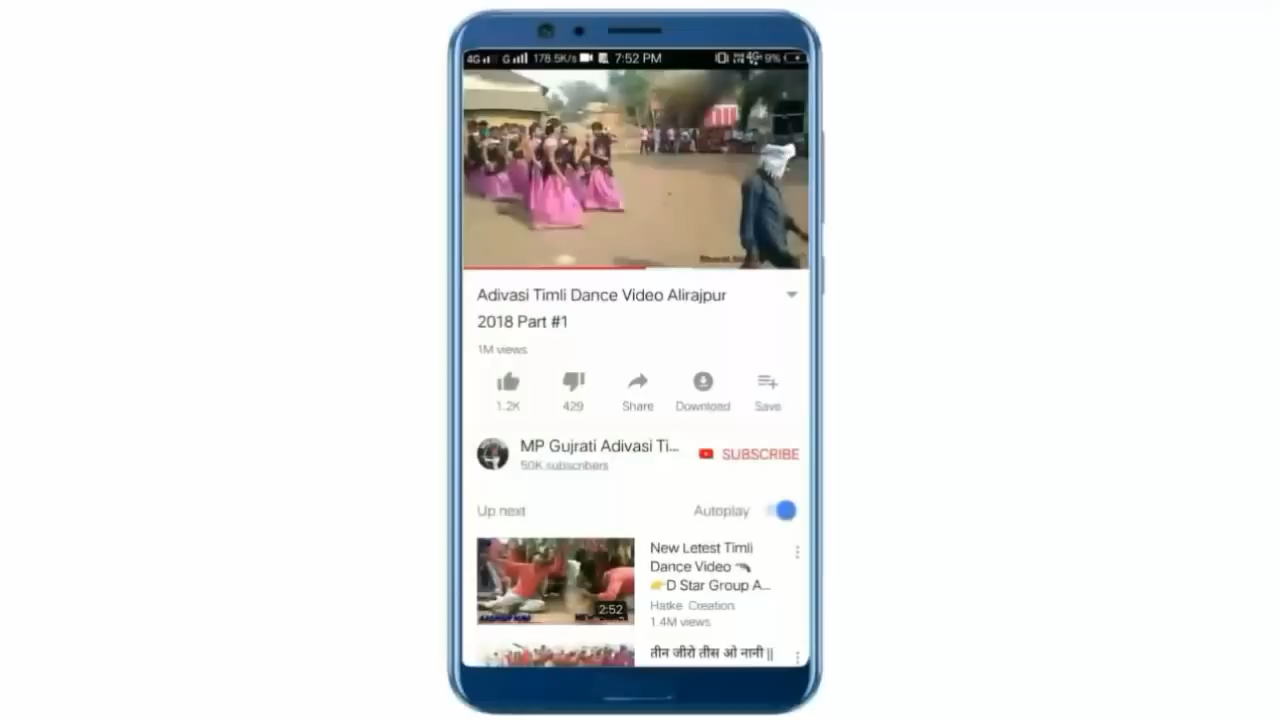 4G G 178.5K/s 7:52 PM 4G+ 9%
Adivasi Timli Dance Video Alirajpur
2018 Part #1
1M views
1.2K 429 Share Download Save
MP Gujrati Adivasi Ti...
SUBSCRIBE
50K subscribers
Up next Autoplay
New Letest Timli
Dance Video 🔫
👉D Star Group A...
Hatke Creation
1.4M views
2:52
तीन जीरो तीस ओ नानी ||